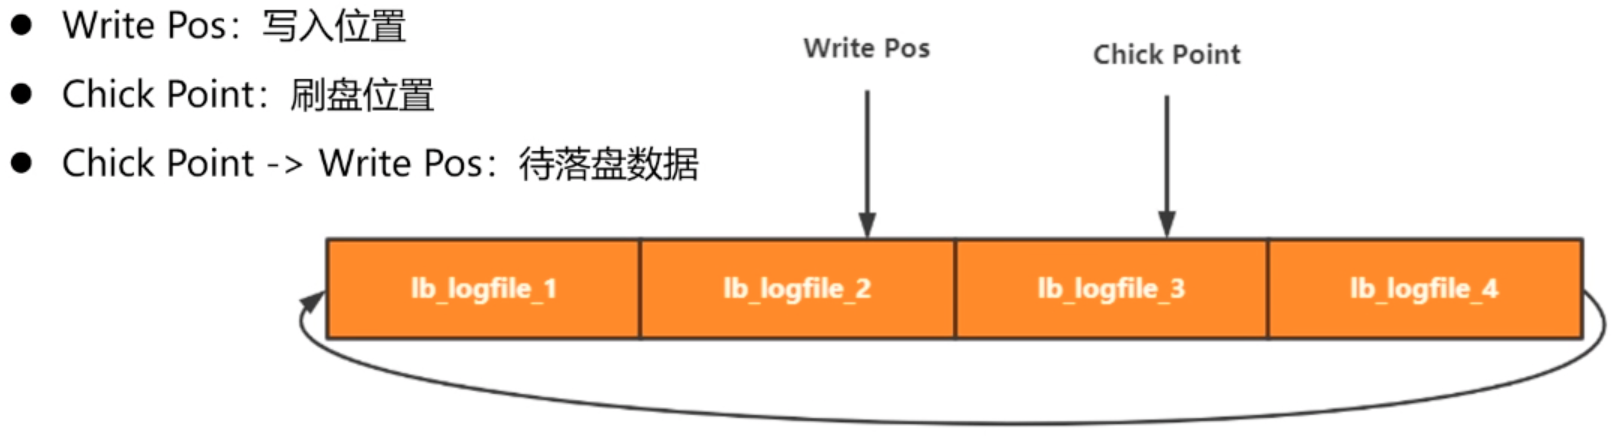 ● Write Pos：写入位置
● Chick Point：刷盘位置
● Chick Point -> Write Pos：待落盘数据
Write Pos
Chick Point
lb_logfile_1
lb_logfile_2
lb_logfile_3
lb_logfile_4